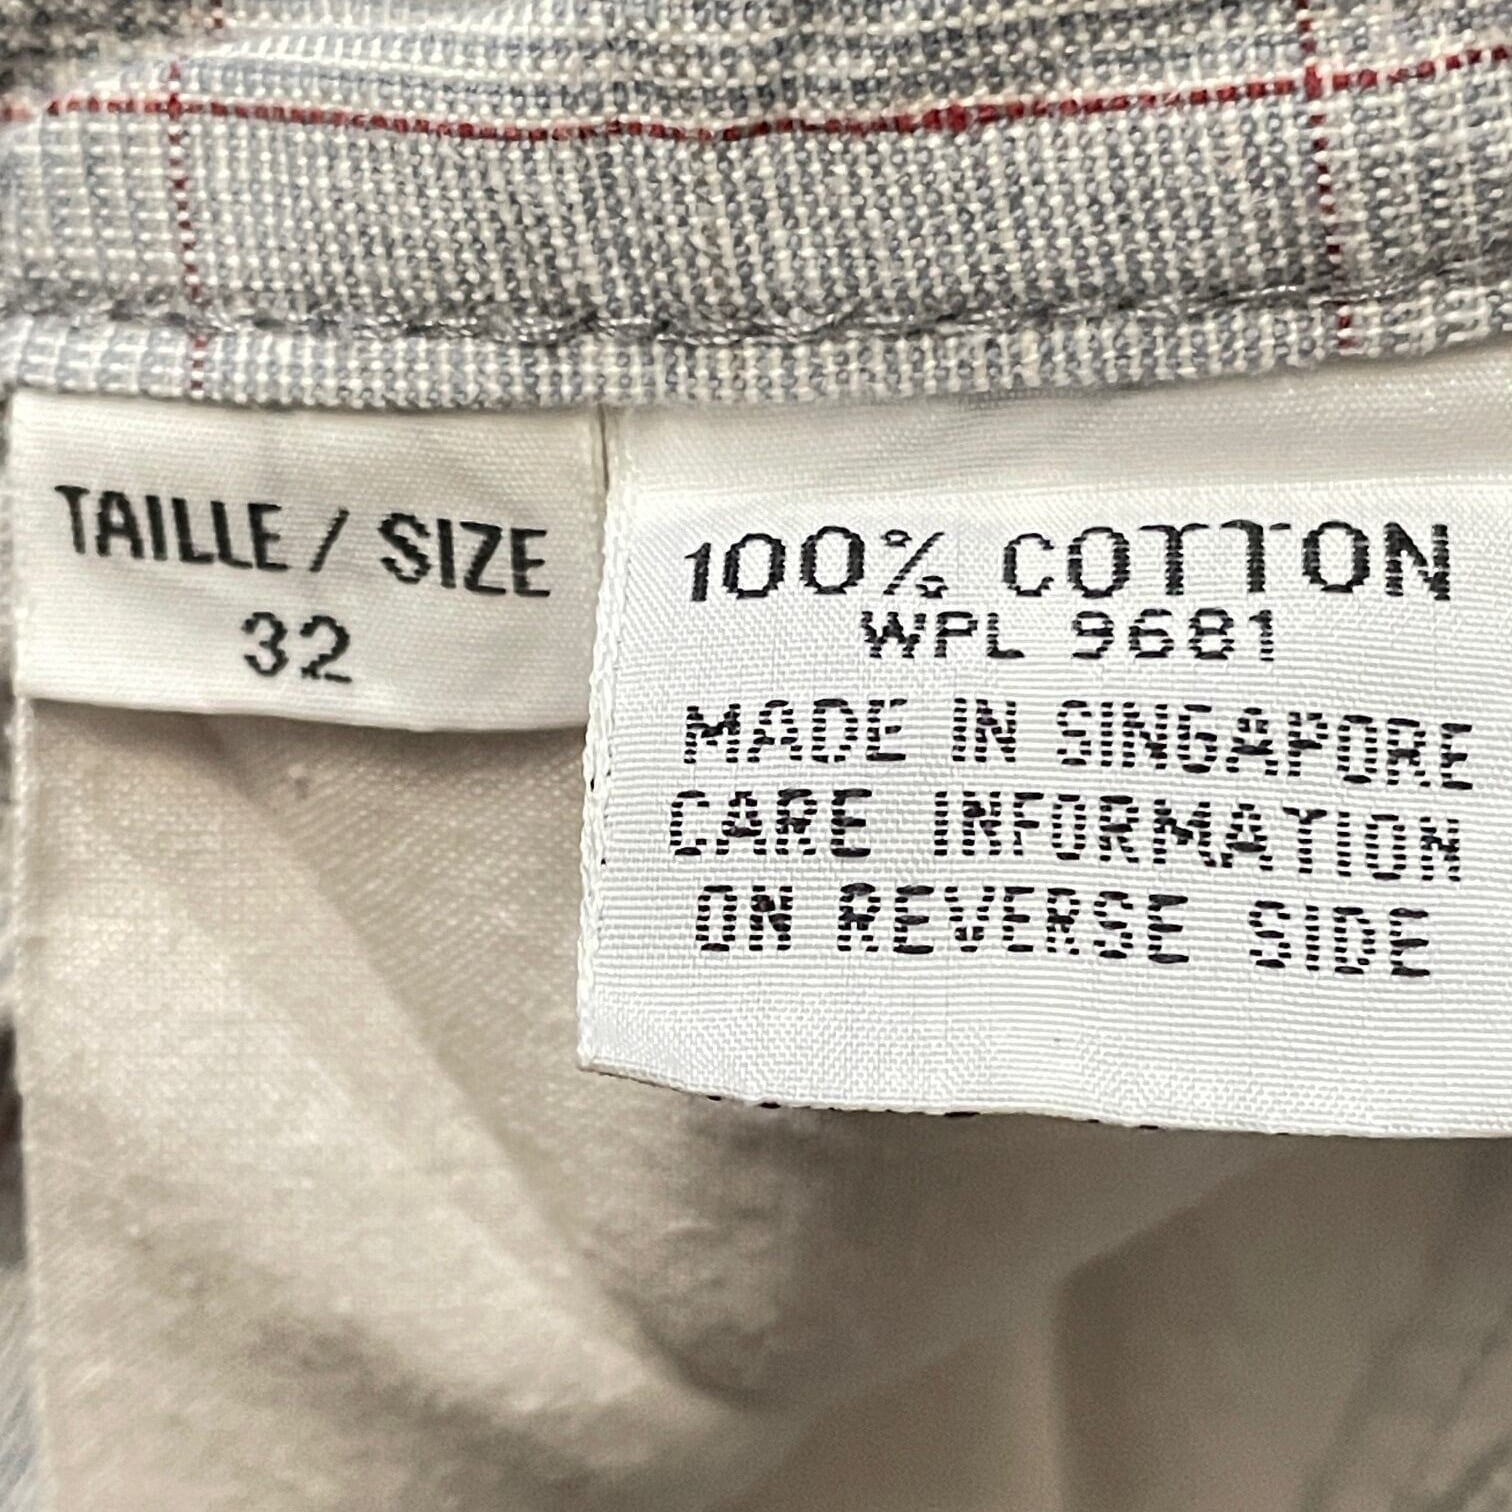 TAILLE / SIZE
32
100% COTTON
WPL 9681
MADE IN SINGAPORE
CARE INFORMATION
ON REVERSE SIDE